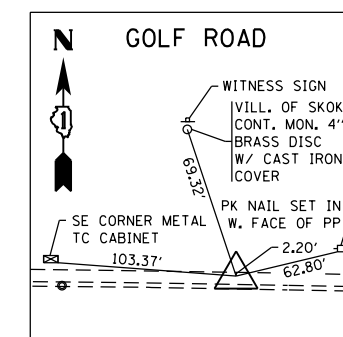 N GOLF ROAD
1
WITNESS SIGN
VILL. OF SKOK
CONT. MON. 4''
BRASS DISC
W/ CAST IRON
COVER
69.32'
PK NAIL SET IN
W. FACE OF PP
SE CORNER METAL
TC CABINET
2.20'
103.37'
62.80'